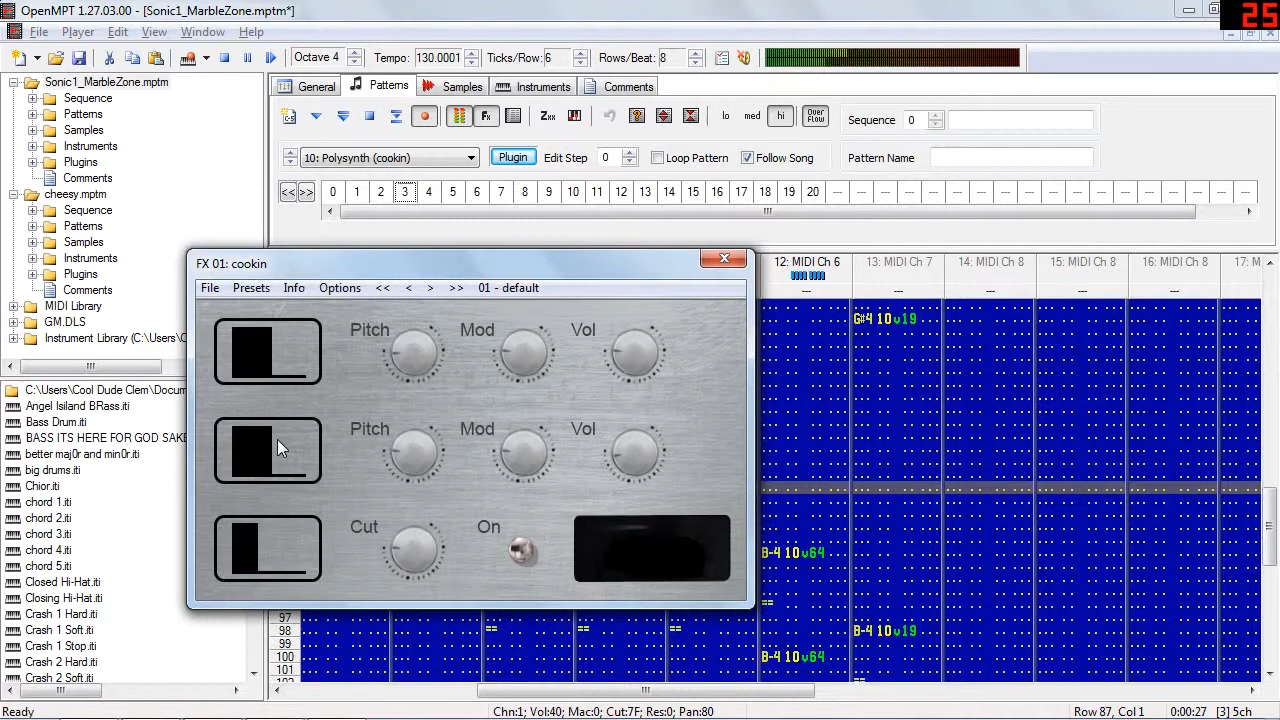 OpenMPT 1.27.03.00 - [Sonic1_MarbleZone.mptm*]
25
File Player Edit View Window Help
Octave 4 Tempo: 130.0001 Ticks/Row: 6 Rows/Beat: 8
Sonic1_MarbleZone.mptm
Sequence
Patterns
Samples
Instruments
Plugins
Comments
cheesy.mptm
Sequence
Patterns
Samples
Instruments
Plugins
Comments
MIDI Library
GM.DLS
Instrument Library (C:\Users\C
C:\Users\Cool Dude Clem\Docum
Angel Isiland BRass.iti
Bass Drum.iti
BASS ITS HERE FOR GOD SAKE
better maj0r and min0r.iti
big drums.iti
Chior.iti
chord 1.iti
chord 2.iti
chord 3.iti
chord 4.iti
chord 5.iti
Closed Hi-Hat.iti
Closing Hi-Hat.iti
Crash 1 Hard.iti
Crash 1 Soft.iti
Crash 1 Stop.iti
Crash 2 Hard.iti
Crash 2 Soft.iti
General Patterns Samples Instruments Comments
Fx Zxx lo med hi Over Flow Sequence 0
10: Polysynth (cookin) Plugin Edit Step 0 Loop Pattern Follow Song Pattern Name
<< >> 0 1 2 3 4 5 6 7 8 9 10 11 12 13 14 15 16 17 18 19 20 --- --- --- --- --- ---
12: MIDI Ch 6 13: MIDI Ch 7 14: MIDI Ch 8 15: MIDI Ch 8 16: MIDI Ch 8 17: M
--- --- --- --- ---
G#4 10v19
B-4 10v64
==
97
98 == == == B-4 10v19
99
100 B-4 10v64
101
FX 01: cookin
File Presets Info Options << < > >> 01 - default
Pitch Mod Vol
Pitch Mod Vol
Cut On
Ready Chn:1; Vol:40; Mac:0; Cut:7F; Res:0; Pan:80 Row 87, Col 1 0:00:27 [3] 5ch